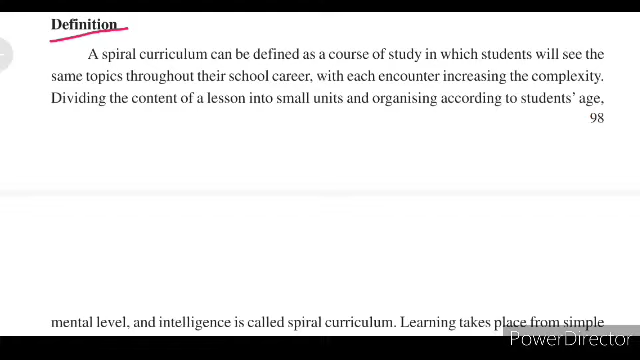 Definition
A spiral curriculum can be defined as a course of study in which students will see the
same topics throughout their school career, with each encounter increasing the complexity.
Dividing the content of a lesson into small units and organising according to students' age,
98
mental level, and intelligence is called spiral curriculum. Learning takes place from simple
PowerDirector